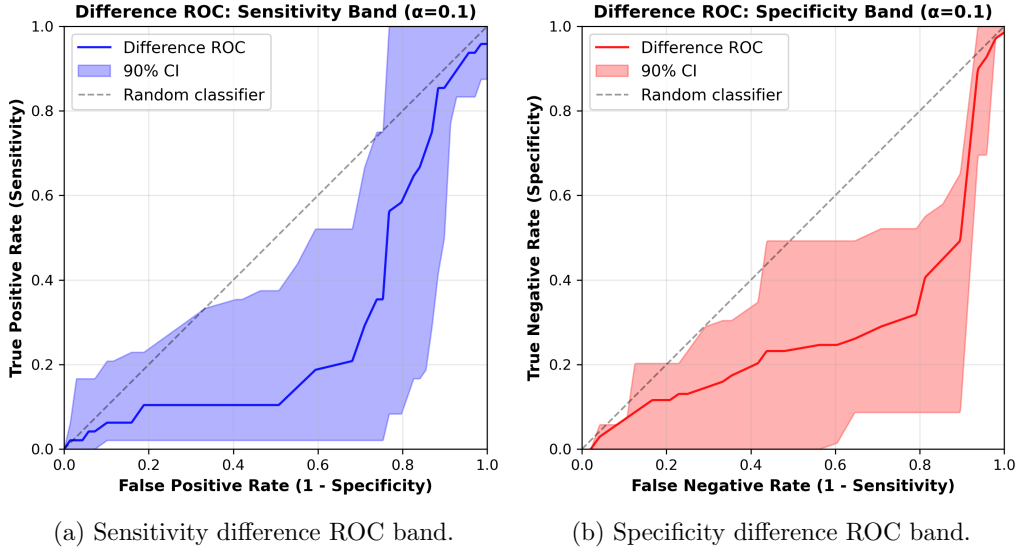 Difference ROC: Sensitivity Band (α=0.1)
Difference ROC
90% CI
Random classifier
True Positive Rate (Sensitivity)
1.0
0.8
0.6
0.4
0.2
0.0
0.0 0.2 0.4 0.6 0.8 1.0
False Positive Rate (1 - Specificity)
(a) Sensitivity difference ROC band.
Difference ROC: Specificity Band (α=0.1)
Difference ROC
90% CI
Random classifier
True Negative Rate (Specificity)
1.0
0.8
0.6
0.4
0.2
0.0
0.0 0.2 0.4 0.6 0.8 1.0
False Negative Rate (1 - Sensitivity)
(b) Specificity difference ROC band.